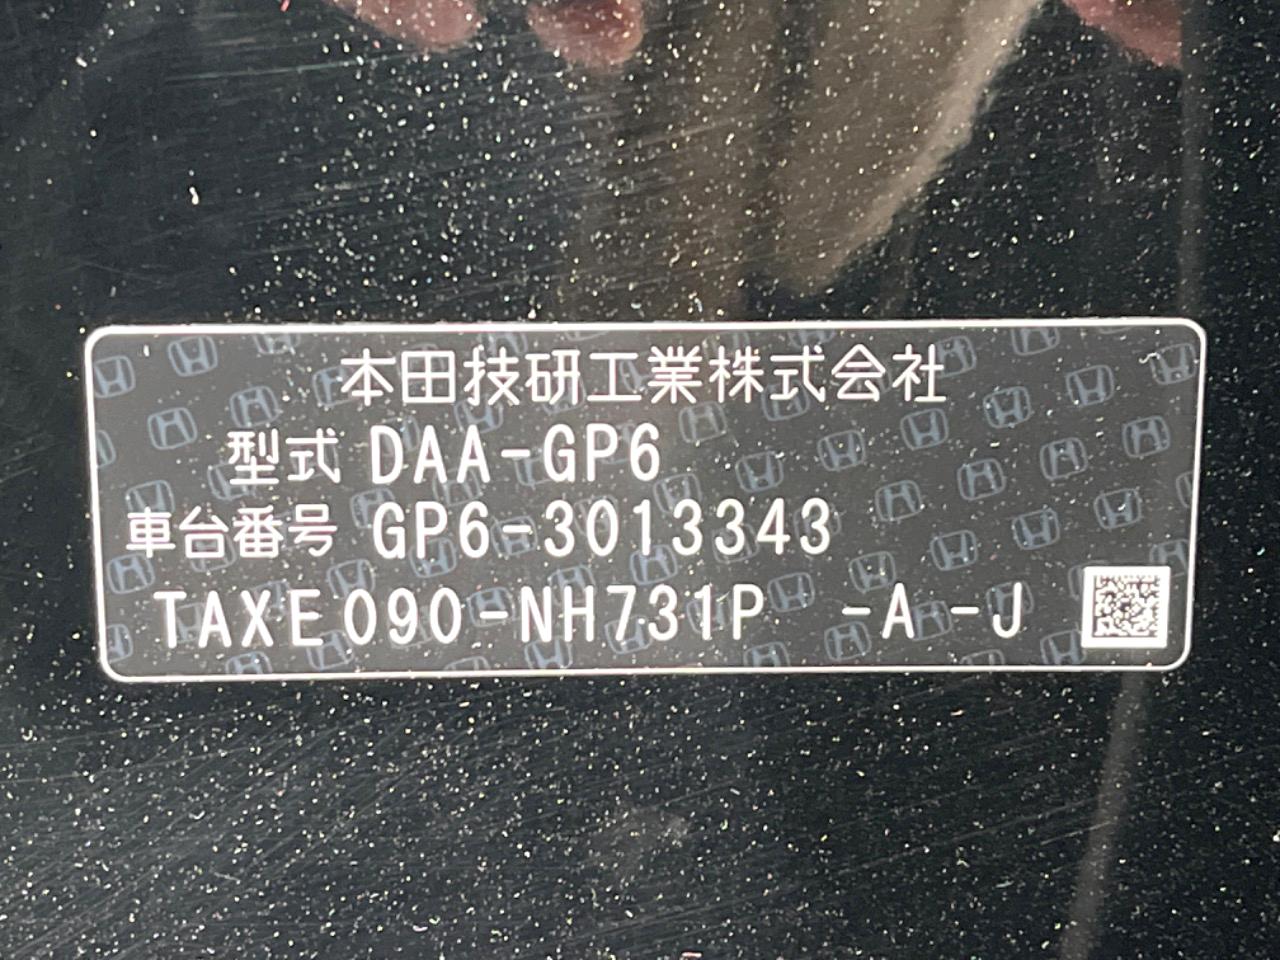 本田技研工業株式会社
型式 DAA-GP6
車台番号 GP6-3013343
TAXE090-NH731P -A-J